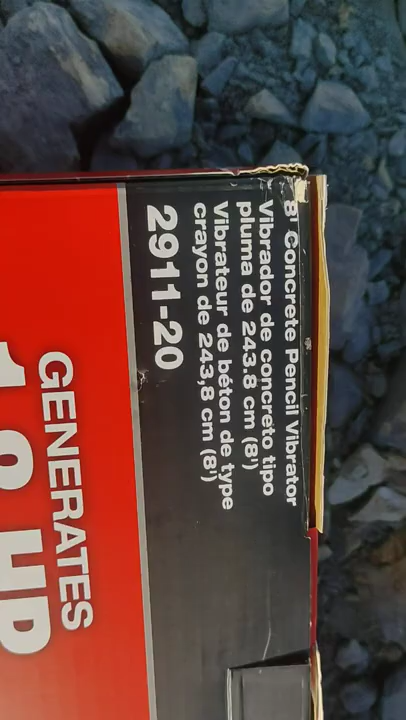 8' Concrete Pencil Vibrator
Vibrador de concreto tipo
pluma de 243.8 cm (8')
Vibrateur de béton de type
crayon de 243,8 cm (8')
2911-20
GENERATES
HP